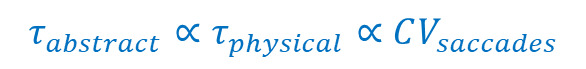 τ_abstract ∝ τ_physical ∝ CV_saccades